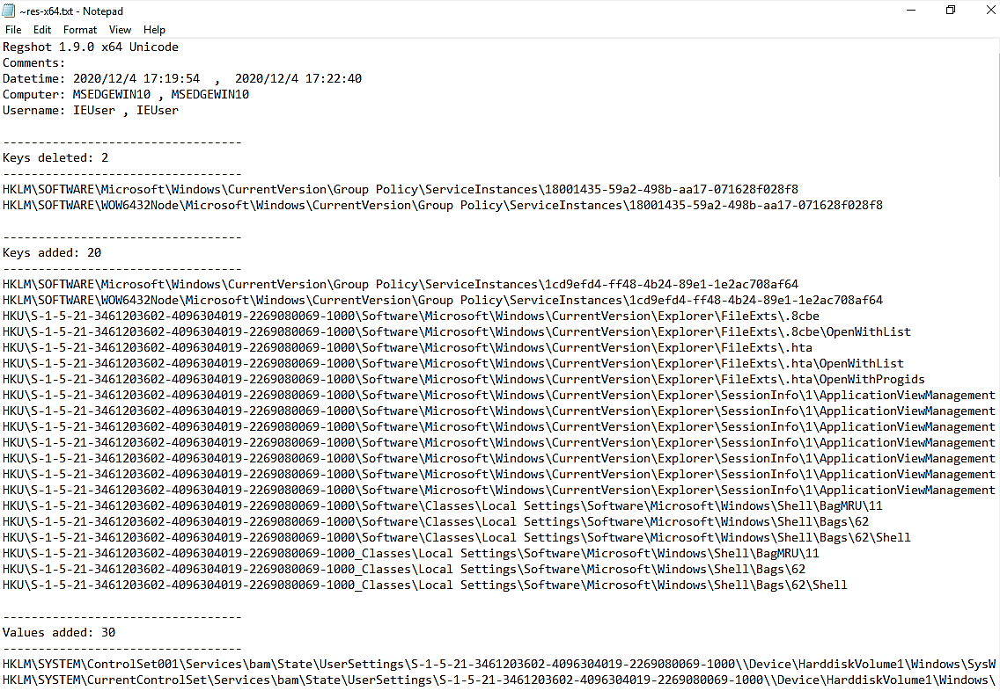 ~res-x64.txt - Notepad
File Edit Format View Help
Regshot 1.9.0 x64 Unicode
Comments:
Datetime: 2020/12/4 17:19:54  ,  2020/12/4 17:22:40
Computer: MSEDGEWIN10 , MSEDGEWIN10
Username: IEUser , IEUser
----------------------------------
Keys deleted: 2
----------------------------------
HKLM\SOFTWARE\Microsoft\Windows\CurrentVersion\Group Policy\ServiceInstances\18001435-59a2-498b-aa17-071628f028f8
HKLM\SOFTWARE\WOW6432Node\Microsoft\Windows\CurrentVersion\Group Policy\ServiceInstances\18001435-59a2-498b-aa17-071628f028f8
----------------------------------
Keys added: 20
----------------------------------
HKLM\SOFTWARE\Microsoft\Windows\CurrentVersion\Group Policy\ServiceInstances\1cd9efd4-ff48-4b24-89e1-1e2ac708af64
HKLM\SOFTWARE\WOW6432Node\Microsoft\Windows\CurrentVersion\Group Policy\ServiceInstances\1cd9efd4-ff48-4b24-89e1-1e2ac708af64
HKU\S-1-5-21-3461203602-4096304019-2269080069-1000\Software\Microsoft\Windows\CurrentVersion\Explorer\FileExts\.8cbe
HKU\S-1-5-21-3461203602-4096304019-2269080069-1000\Software\Microsoft\Windows\CurrentVersion\Explorer\FileExts\.8cbe\OpenWithList
HKU\S-1-5-21-3461203602-4096304019-2269080069-1000\Software\Microsoft\Windows\CurrentVersion\Explorer\FileExts\.hta
HKU\S-1-5-21-3461203602-4096304019-2269080069-1000\Software\Microsoft\Windows\CurrentVersion\Explorer\FileExts\.hta\OpenWithList
HKU\S-1-5-21-3461203602-4096304019-2269080069-1000\Software\Microsoft\Windows\CurrentVersion\Explorer\FileExts\.hta\OpenWithProgids
HKU\S-1-5-21-3461203602-4096304019-2269080069-1000\Software\Microsoft\Windows\CurrentVersion\Explorer\SessionInfo\1\ApplicationViewManagement
HKU\S-1-5-21-3461203602-4096304019-2269080069-1000\Software\Microsoft\Windows\CurrentVersion\Explorer\SessionInfo\1\ApplicationViewManagement
HKU\S-1-5-21-3461203602-4096304019-2269080069-1000\Software\Microsoft\Windows\CurrentVersion\Explorer\SessionInfo\1\ApplicationViewManagement
HKU\S-1-5-21-3461203602-4096304019-2269080069-1000\Software\Microsoft\Windows\CurrentVersion\Explorer\SessionInfo\1\ApplicationViewManagement
HKU\S-1-5-21-3461203602-4096304019-2269080069-1000\Software\Microsoft\Windows\CurrentVersion\Explorer\SessionInfo\1\ApplicationViewManagement
HKU\S-1-5-21-3461203602-4096304019-2269080069-1000\Software\Microsoft\Windows\CurrentVersion\Explorer\SessionInfo\1\ApplicationViewManagement
HKU\S-1-5-21-3461203602-4096304019-2269080069-1000\Software\Microsoft\Windows\CurrentVersion\Explorer\SessionInfo\1\ApplicationViewManagement
HKU\S-1-5-21-3461203602-4096304019-2269080069-1000\Software\Classes\Local Settings\Software\Microsoft\Windows\Shell\BagMRU\11
HKU\S-1-5-21-3461203602-4096304019-2269080069-1000\Software\Classes\Local Settings\Software\Microsoft\Windows\Shell\Bags\62
HKU\S-1-5-21-3461203602-4096304019-2269080069-1000\Software\Classes\Local Settings\Software\Microsoft\Windows\Shell\Bags\62\Shell
HKU\S-1-5-21-3461203602-4096304019-2269080069-1000_Classes\Local Settings\Software\Microsoft\Windows\Shell\BagMRU\11
HKU\S-1-5-21-3461203602-4096304019-2269080069-1000_Classes\Local Settings\Software\Microsoft\Windows\Shell\Bags\62
HKU\S-1-5-21-3461203602-4096304019-2269080069-1000_Classes\Local Settings\Software\Microsoft\Windows\Shell\Bags\62\Shell
----------------------------------
Values added: 30
----------------------------------
HKLM\SYSTEM\ControlSet001\Services\bam\State\UserSettings\S-1-5-21-3461203602-4096304019-2269080069-1000\\Device\HarddiskVolume1\Windows\SysW
HKLM\SYSTEM\CurrentControlSet\Services\bam\State\UserSettings\S-1-5-21-3461203602-4096304019-2269080069-1000\\Device\HarddiskVolume1\Windows\